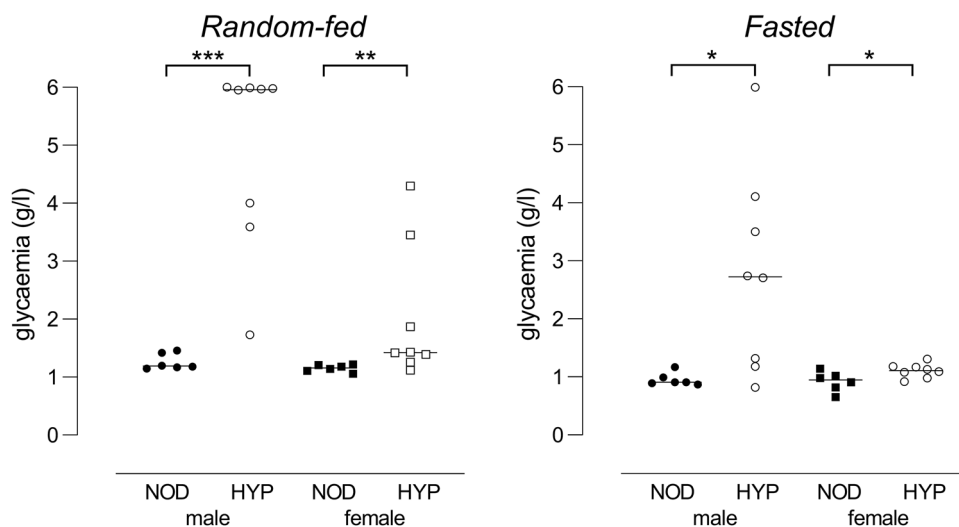 Random-fed
***
**
glycaemia (g/l)
6
5
4
3
2
1
0
NOD HYP NOD HYP
male female
Fasted
*
*
glycaemia (g/l)
6
5
4
3
2
1
0
NOD HYP NOD HYP
male female